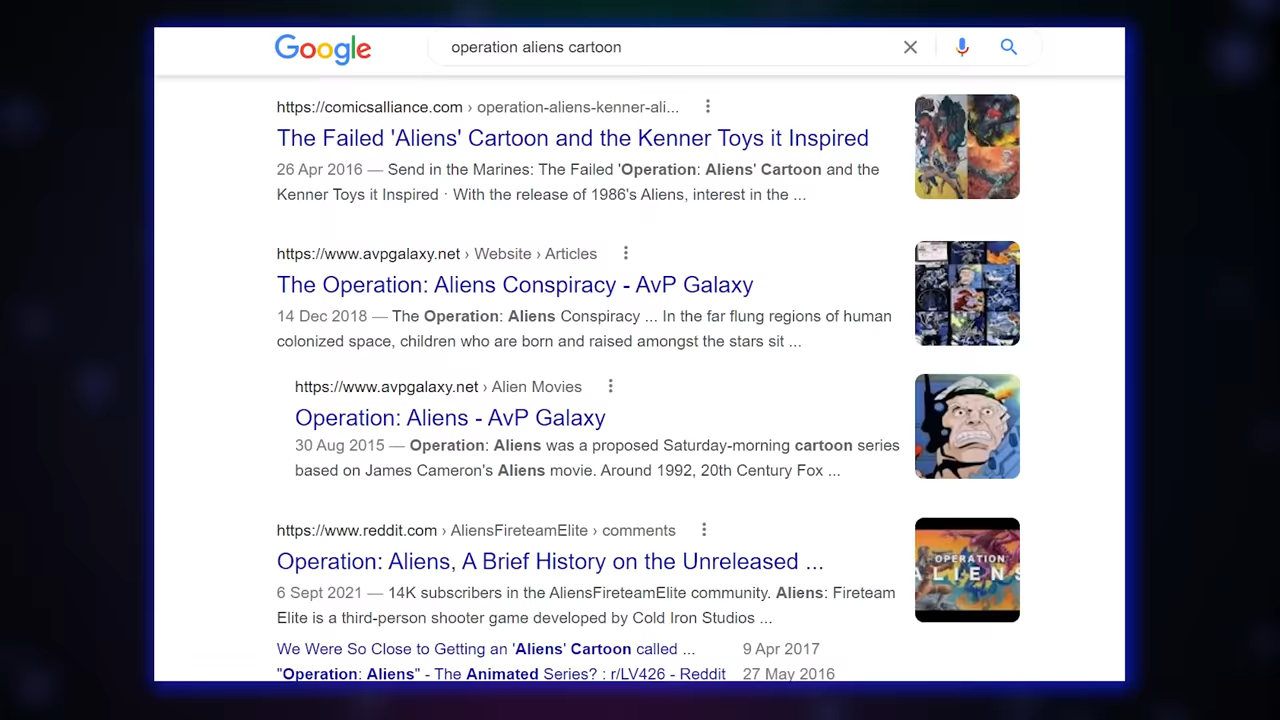 Google
operation aliens cartoon
https://comicsalliance.com › operation-aliens-kenner-ali...
The Failed 'Aliens' Cartoon and the Kenner Toys it Inspired
26 Apr 2016 — Send in the Marines: The Failed 'Operation: Aliens' Cartoon and the
Kenner Toys it Inspired · With the release of 1986's Aliens, interest in the ...
https://www.avpgalaxy.net › Website › Articles
The Operation: Aliens Conspiracy - AvP Galaxy
14 Dec 2018 — The Operation: Aliens Conspiracy ... In the far flung regions of human
colonized space, children who are born and raised amongst the stars sit ...
https://www.avpgalaxy.net › Alien Movies
Operation: Aliens - AvP Galaxy
30 Aug 2015 — Operation: Aliens was a proposed Saturday-morning cartoon series
based on James Cameron's Aliens movie. Around 1992, 20th Century Fox ...
https://www.reddit.com › AliensFireteamElite › comments
Operation: Aliens, A Brief History on the Unreleased ...
6 Sept 2021 — 14K subscribers in the AliensFireteamElite community. Aliens: Fireteam
Elite is a third-person shooter game developed by Cold Iron Studios ...
OPERATION
ALIENS
We Were So Close to Getting an 'Aliens' Cartoon called ... 9 Apr 2017
"Operation: Aliens" - The Animated Series? : r/LV426 - Reddit 27 May 2016